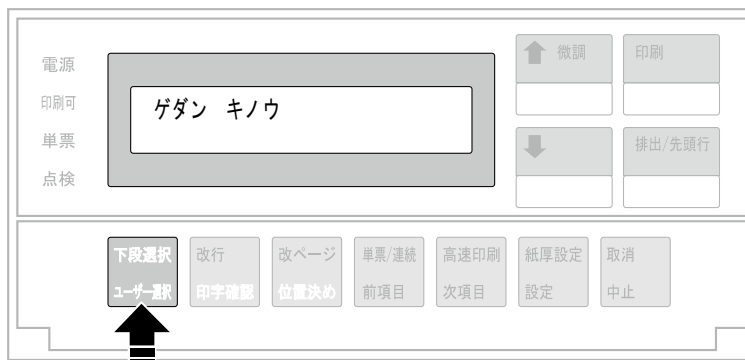 電源
印刷可
単票
点検
ゲダン キノウ
微調
印刷
排出/先頭行
下段選択
ユーザー選択
改行
印字確認
改ページ
位置決め
単票/連続
前項目
高速印刷
次項目
紙厚設定
設定
取消
中止